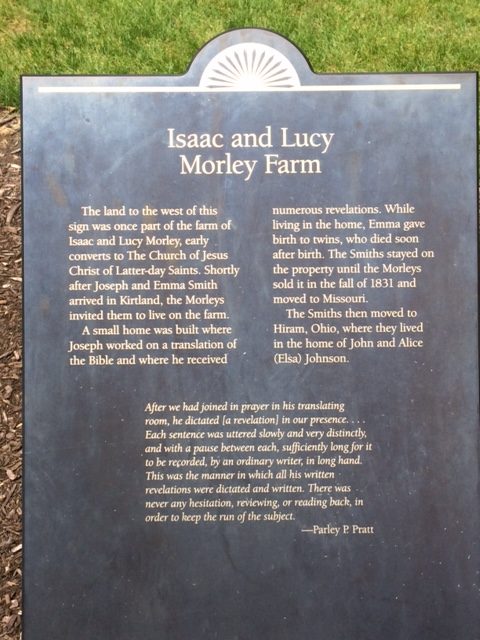 Isaac and Lucy
Morley Farm
The land to the west of this
sign was once part of the farm of
Isaac and Lucy Morley, early
converts to The Church of Jesus
Christ of Latter-day Saints. Shortly
after Joseph and Emma Smith
arrived in Kirtland, the Morleys
invited them to live on the farm.
A small home was built where
Joseph worked on a translation of
the Bible and where he received
numerous revelations. While
living in the home, Emma gave
birth to twins, who died soon
after birth. The Smiths stayed on
the property until the Morleys
sold it in the fall of 1831 and
moved to Missouri.
The Smiths then moved to
Hiram, Ohio, where they lived
in the home of John and Alice
(Elsa) Johnson.
After we had joined in prayer in his translating
room, he dictated [a revelation] in our presence. . . .
Each sentence was uttered slowly and very distinctly,
and with a pause between each, sufficiently long for it
to be recorded, by an ordinary writer, in long hand.
This was the manner in which all his written
revelations were dictated and written. There was
never any hesitation, reviewing, or reading back, in
order to keep the run of the subject.
—Parley P. Pratt